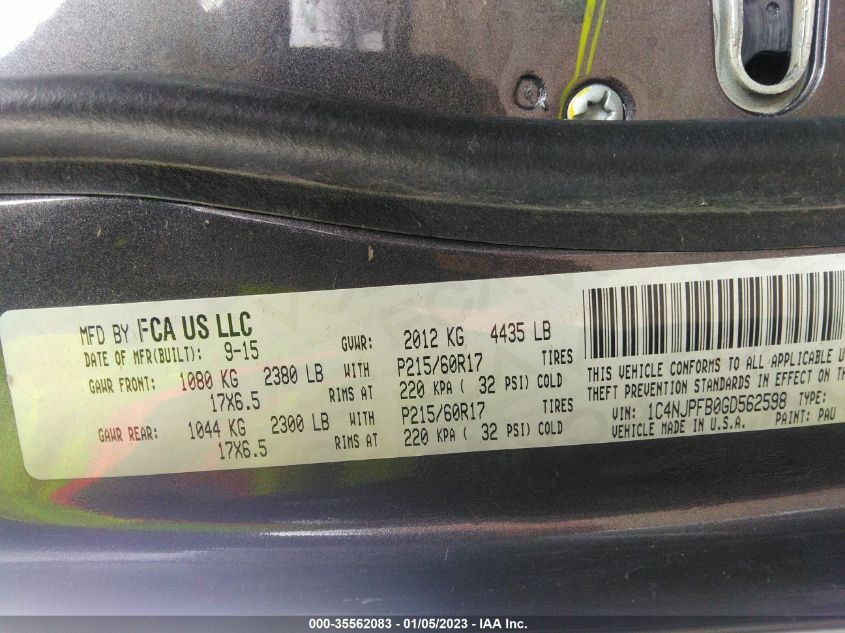 MFD BY FCA US LLC
DATE OF MFR(BUILT): 9-15 GVWR: 2012 KG 4435 LB
GAWR FRONT: 1080 KG 2380 LB WITH P215/60R17 TIRES
17X6.5 RIMS AT 220 KPA ( 32 PSI) COLD
GAWR REAR: 1044 KG 2300 LB WITH P215/60R17 TIRES
17X6.5 RIMS AT 220 KPA ( 32 PSI) COLD
THIS VEHICLE CONFORMS TO ALL APPLICABLE
THEFT PREVENTION STANDARDS IN EFFECT ON THE
VIN: 1C4NJPFB0GD562598 TYPE:
VEHICLE MADE IN U.S.A. PAINT: PAU
000-35562083 — 01/05/2023 — IAA Inc.